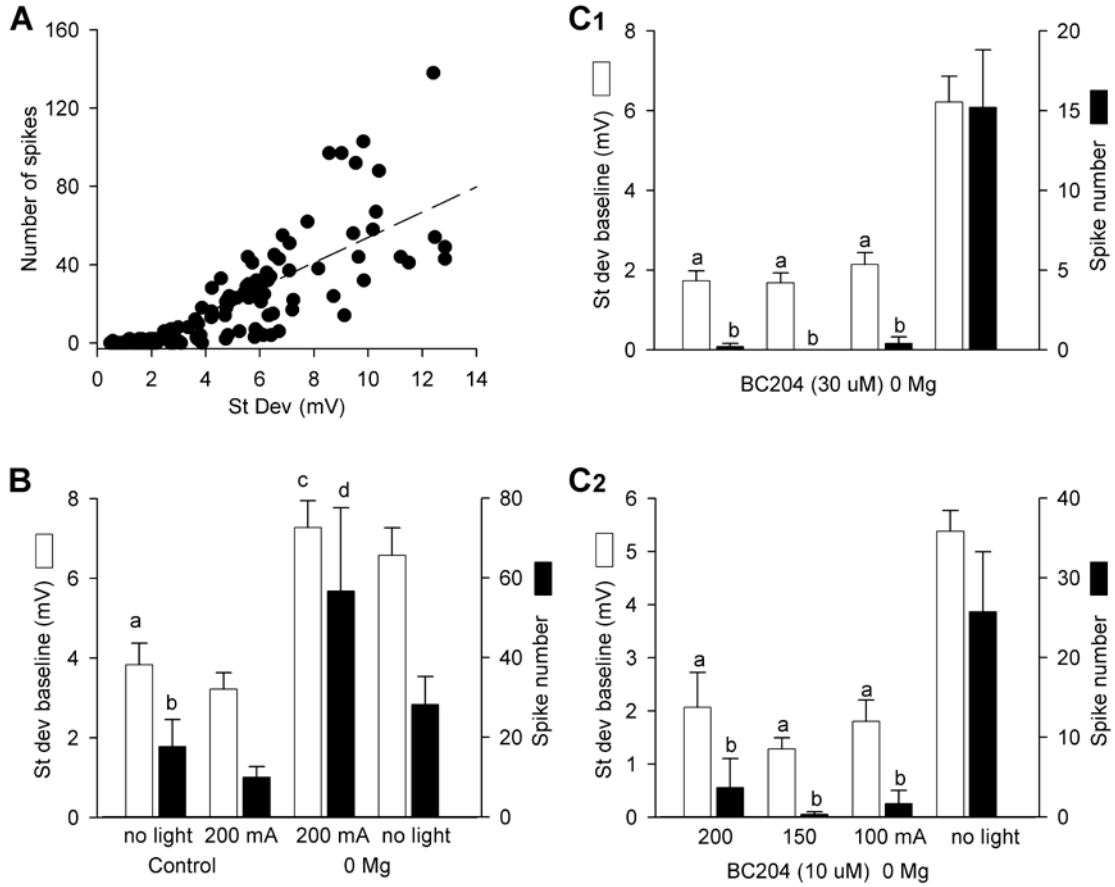 A
160
120
80
40
0
Number of spikes
0 2 4 6 8 10 12 14
St Dev (mV)
C1
8
6
4
2
0
St dev baseline (mV)
a b a b a b
20
15
10
5
0
Spike number
BC204 (30 uM) 0 Mg
B
8
6
4
2
0
St dev baseline (mV)
a b c d
80
60
40
20
0
Spike number
no light 200 mA 200 mA no light
Control 0 Mg
C2
6
5
4
3
2
1
0
St dev baseline (mV)
a b a b a b
40
30
20
10
0
Spike number
200 150 100 mA no light
BC204 (10 uM) 0 Mg